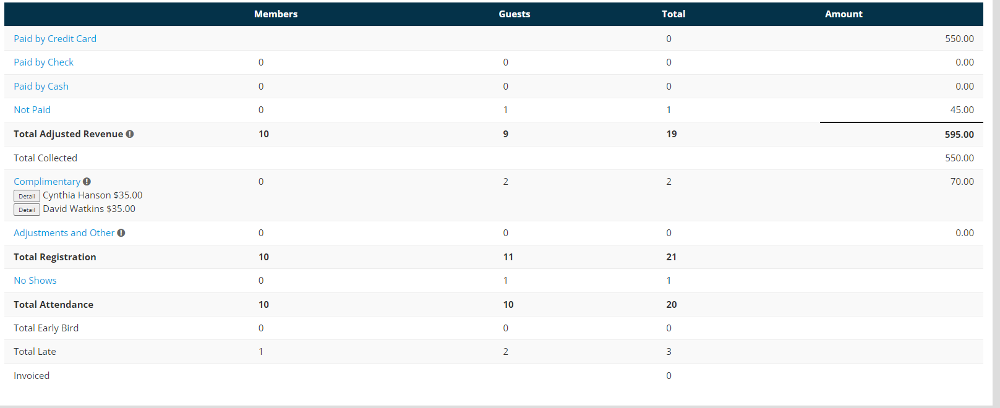 Members Guests Total Amount
Paid by Credit Card 0 550.00
Paid by Check 0 0 0 0.00
Paid by Cash 0 0 0 0.00
Not Paid 0 1 1 45.00
Total Adjusted Revenue 10 9 19 595.00
Total Collected 550.00
Complimentary 0 2 2 70.00
Detail Cynthia Hanson $35.00
Detail David Watkins $35.00
Adjustments and Other 0 0 0 0.00
Total Registration 10 11 21
No Shows 0 1 1
Total Attendance 10 10 20
Total Early Bird 0 0 0
Total Late 1 2 3
Invoiced 0